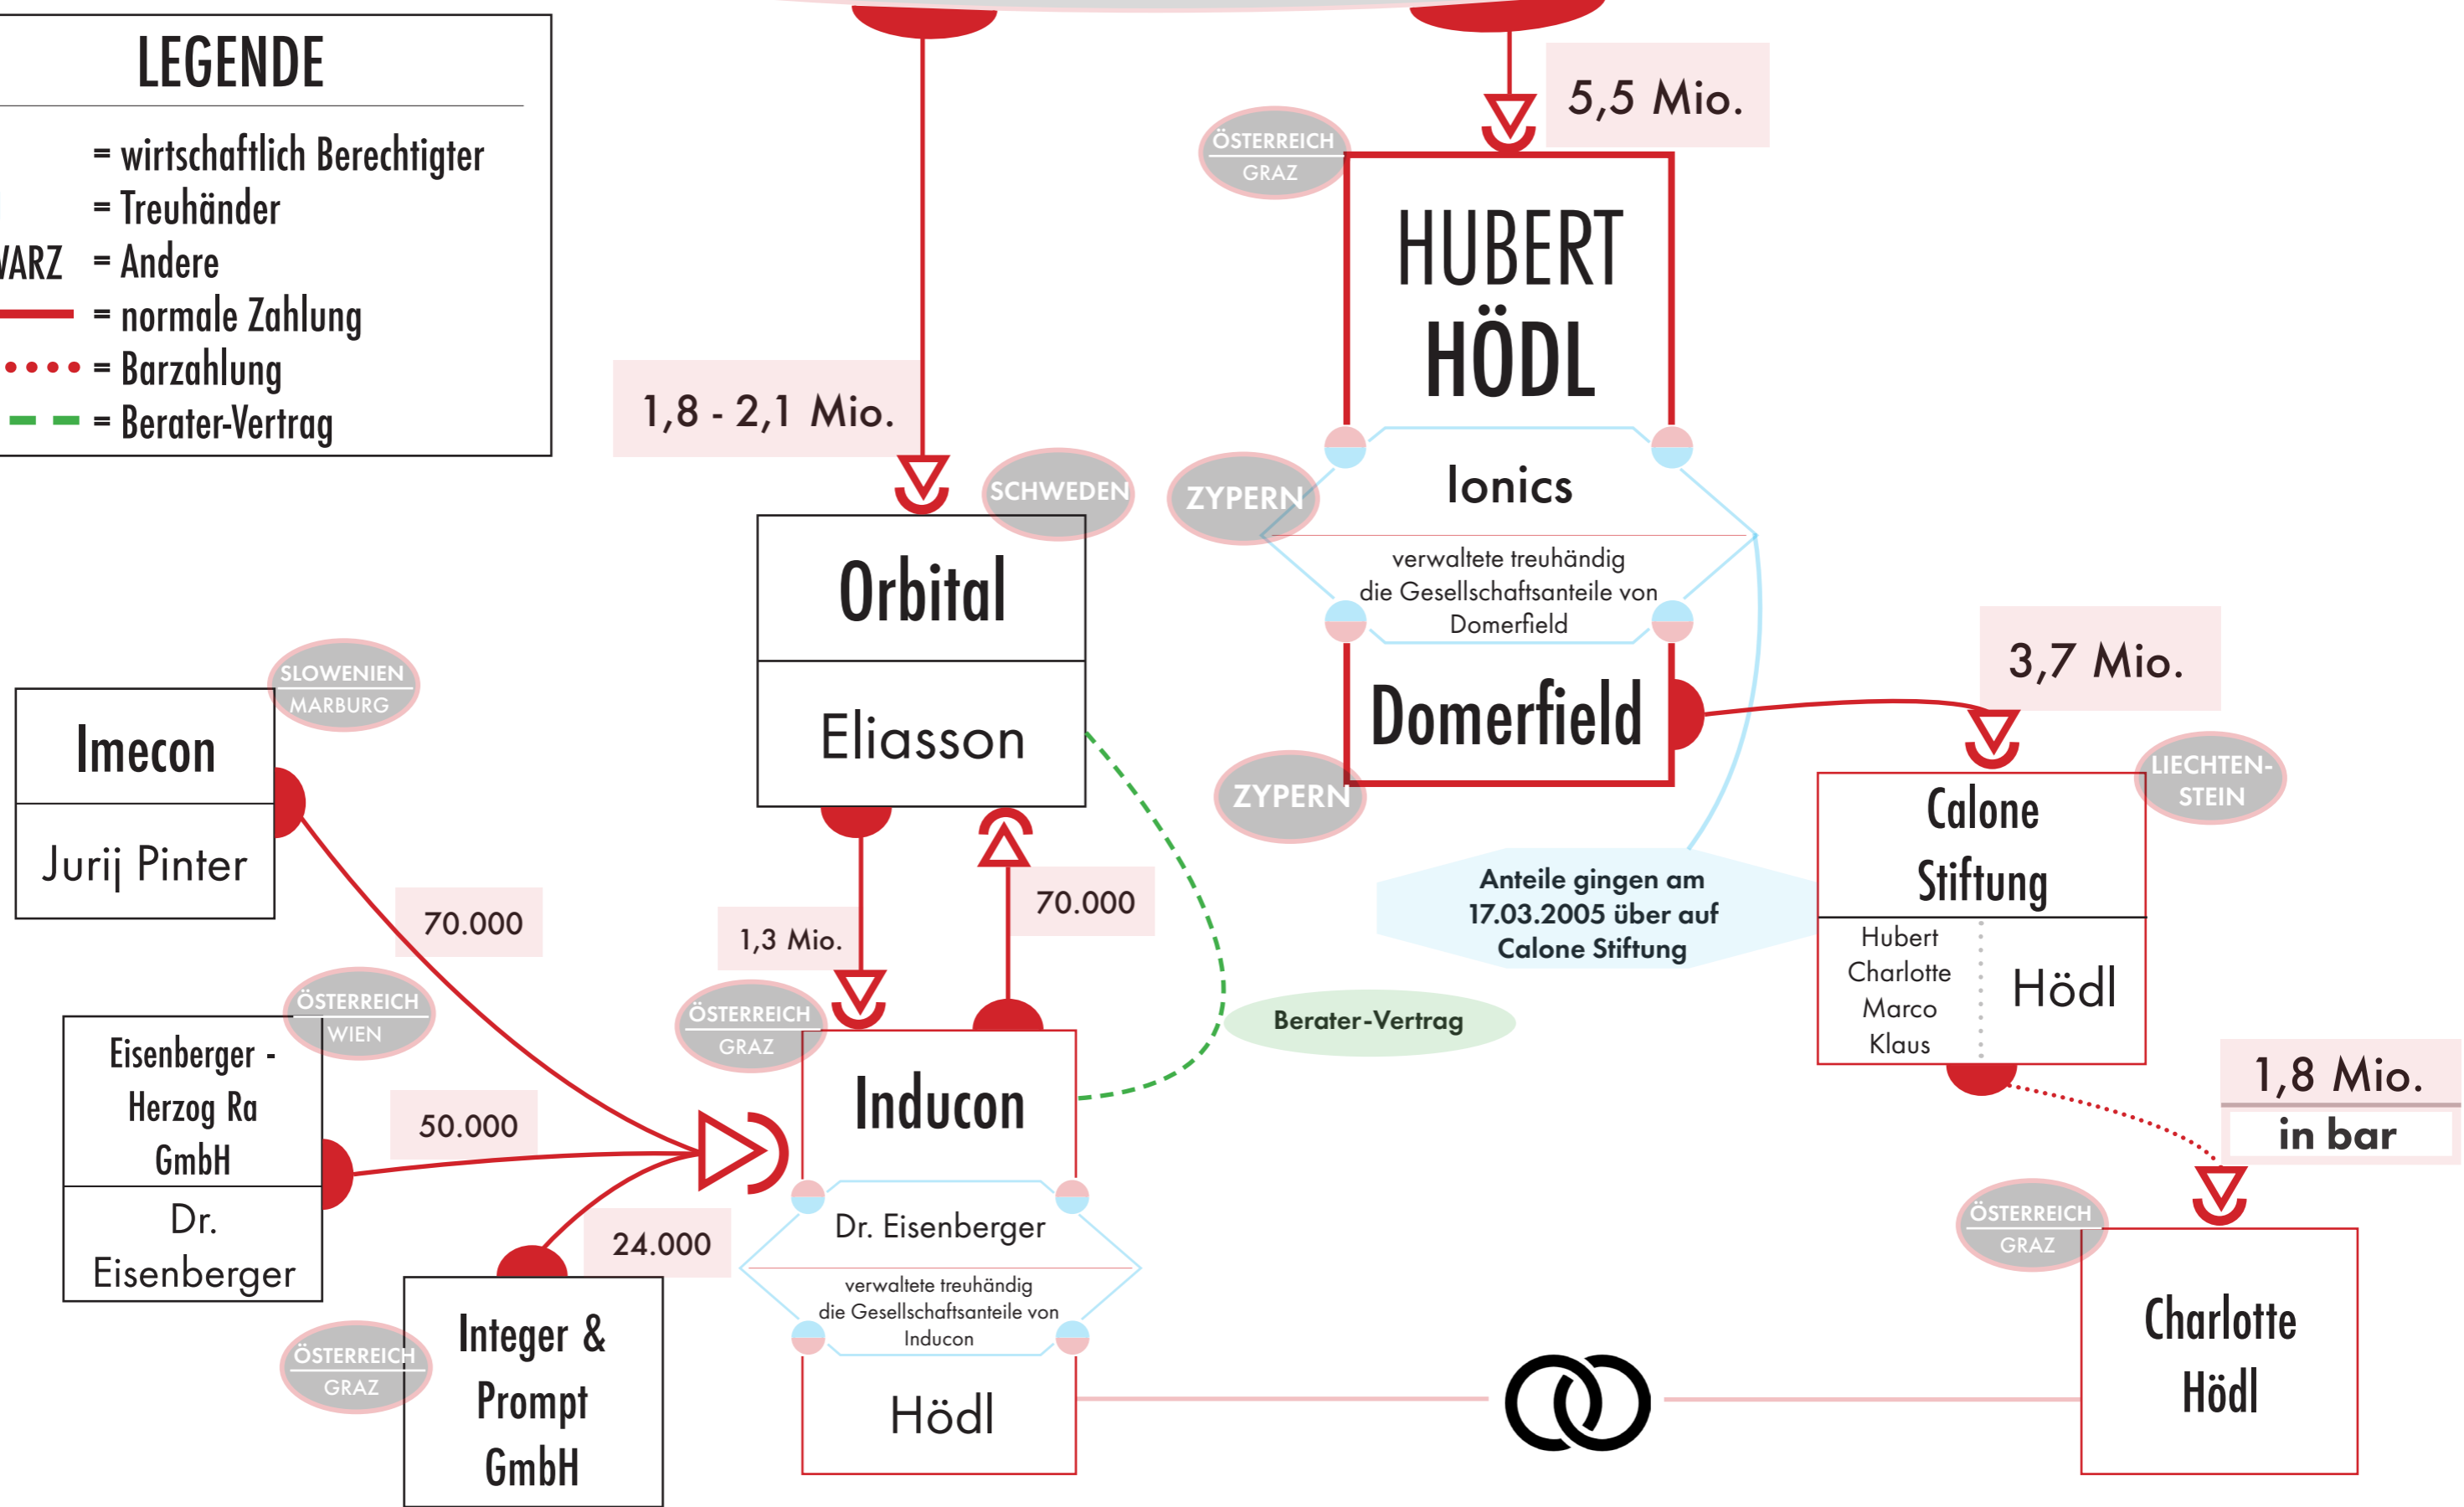 LEGENDE
= wirtschaftlich Berechtigter
= Treuhänder
WARZ = Andere
= normale Zahlung
= Barzahlung
= Berater-Vertrag
5,5 Mio.
ÖSTERREICH
GRAZ
HUBERT
HÖDL
1,8 - 2,1 Mio.
SCHWEDEN
ZYPERN
Ionics
verwaltete treuhändig
die Gesellschaftsanteile von
Domerfield
Orbital
Eliasson
Domerfield
ZYPERN
3,7 Mio.
LIECHTEN-
STEIN
Calone
Stiftung
Hubert
Charlotte
Marco
Klaus
Hödl
Anteile gingen am
17.03.2005 über auf
Calone Stiftung
SLOWENIEN
MARBURG
Imecon
Jurij Pinter
70.000
1,3 Mio.
70.000
Berater-Vertrag
ÖSTERREICH
WIEN
Eisenberger -
Herzog Ra
GmbH
Dr.
Eisenberger
50.000
ÖSTERREICH
GRAZ
Inducon
Dr. Eisenberger
verwaltete treuhändig
die Gesellschaftsanteile von
Inducon
Hödl
24.000
ÖSTERREICH
GRAZ
Integer &
Prompt
GmbH
1,8 Mio.
in bar
ÖSTERREICH
GRAZ
Charlotte
Hödl